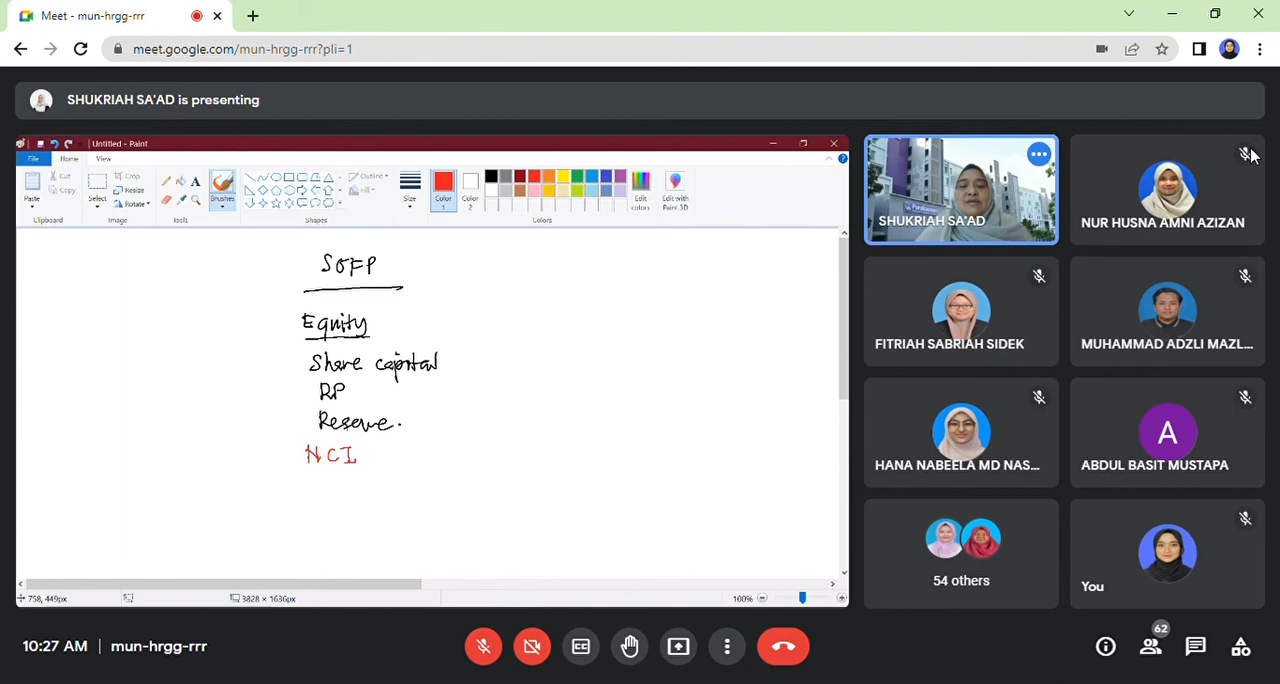 Meet - mun-hrgg-rrr
meet.google.com/mun-hrgg-rrr?pli=1
SHUKRIAH SA'AD is presenting
Untitled - Paint
File Home View
Paste
Cut
Copy
Clipboard
Select
Crop
Resize
Rotate
Image
A
Tools
Brushes
Outline
Fill
Shapes
Size
Color 1
Color 2
Edit colors
Edit with Paint 3D
Colors
SOFP
Equity
Share capital
RP
Reserve.
NCI
758, 449px
3828 × 1636px
100%
SHUKRIAH SA'AD
NUR HUSNA AMNI AZIZAN
FITRIAH SABRIAH SIDEK
MUHAMMAD ADZLI MAZL...
HANA NABEELA MD NAS...
A
ABDUL BASIT MUSTAPA
54 others
You
10:27 AM | mun-hrgg-rrr
CC
62